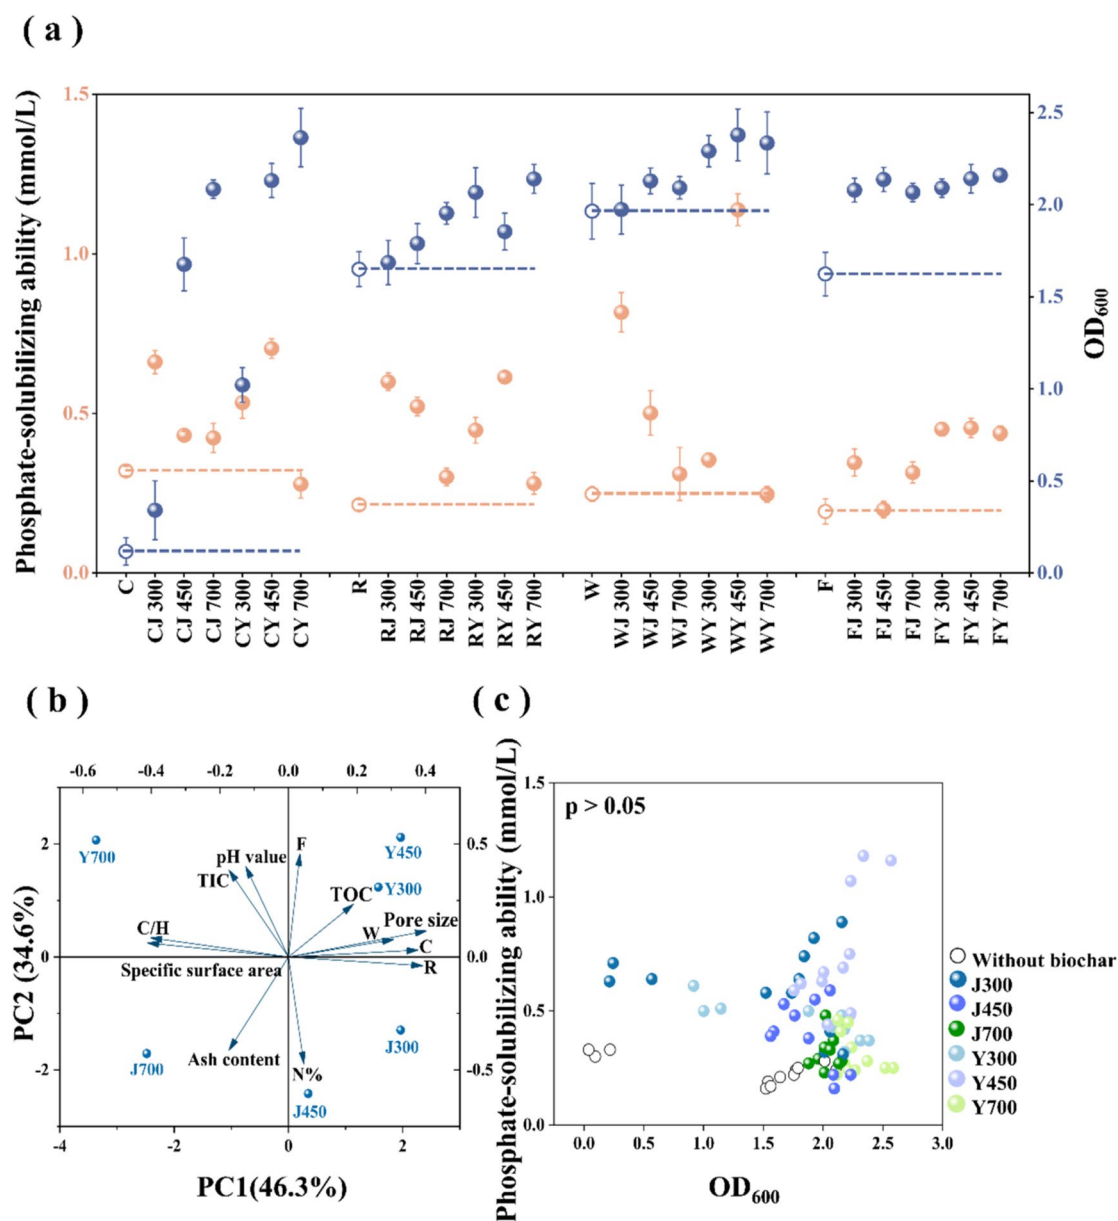 ( a )
Phosphate-solubilizing ability (mmol/L)
1.5
1.0
0.5
0.0
2.5
2.0
1.5
1.0
0.5
0.0
OD600
C
CJ 300
CJ 450
CJ 700
CY 300
CY 450
CY 700
R
RJ 300
RJ 450
RJ 700
RY 300
RY 450
RY 700
W
WJ 300
WJ 450
WJ 700
WY 300
WY 450
WY 700
F
FJ 300
FJ 450
FJ 700
FY 300
FY 450
FY 700
( b )
-0.6 -0.4 -0.2 0.0 0.2 0.4
PC2 (34.6%)
2
0
-2
0.5
0.0
-0.5
Y700
pH value
F
Y450
TIC
TOC
Y300
C/H
W
Pore size
C
Specific surface area
R
Ash content
J700
N%
J300
J450
-4 -2 0 2
PC1(46.3%)
( c )
Phosphate-solubilizing ability (mmol/L)
1.5
1.0
0.5
0.0
p > 0.05
0.0 0.5 1.0 1.5 2.0 2.5 3.0
OD600
Without biochar
J300
J450
J700
Y300
Y450
Y700